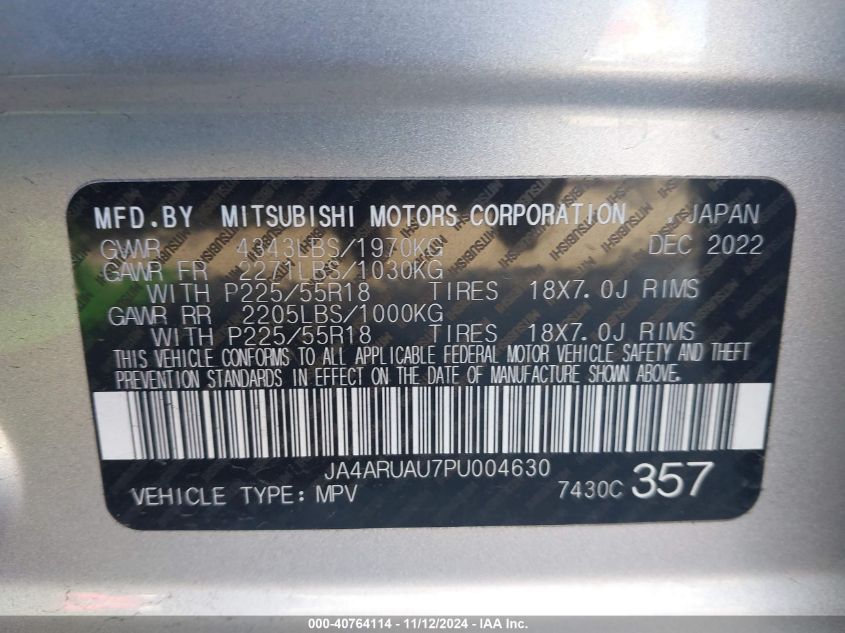 MFD.BY MITSUBISHI MOTORS CORPORATION , JAPAN
GVWR 4343LBS/1970KG DEC 2022
GAWR FR 2271LBS/1030KG
WITH P225/55R18 TIRES 18X7.0J RIMS
GAWR RR 2205LBS/1000KG
WITH P225/55R18 TIRES 18X7.0J RIMS
THIS VEHICLE CONFORMS TO ALL APPLICABLE FEDERAL MOTOR VEHICLE SAFETY AND THEFT
PREVENTION STANDARDS IN EFFECT ON THE DATE OF MANUFACTURE SHOWN ABOVE.
JA4ARUAU7PU004630
VEHICLE TYPE: MPV 7430C 357
000-40764114 - 11/12/2024 - IAA Inc.